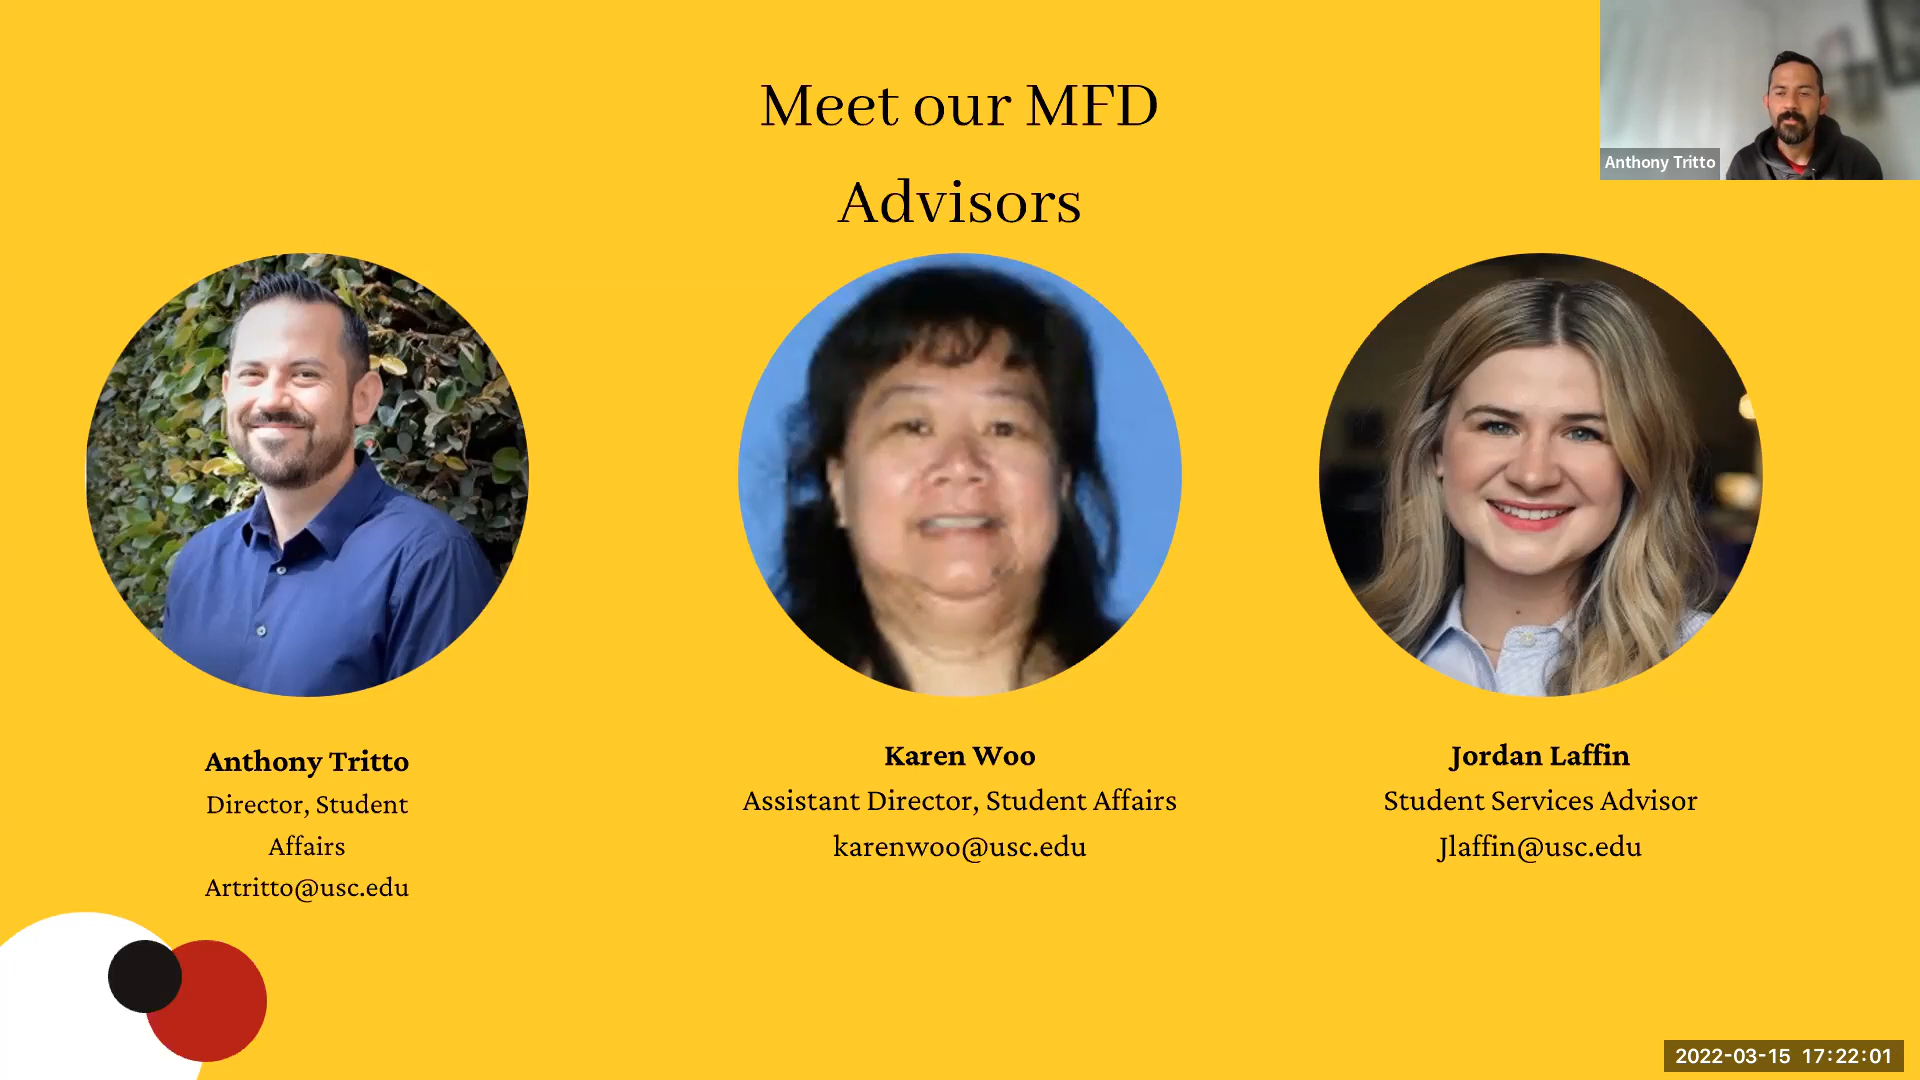 Meet our MFD
Advisors
Anthony Tritto
Anthony Tritto
Director, Student
Affairs
Artritto@usc.edu
Karen Woo
Assistant Director, Student Affairs
karenwoo@usc.edu
Jordan Laffin
Student Services Advisor
Jlaffin@usc.edu
2022-03-15 17:22:01